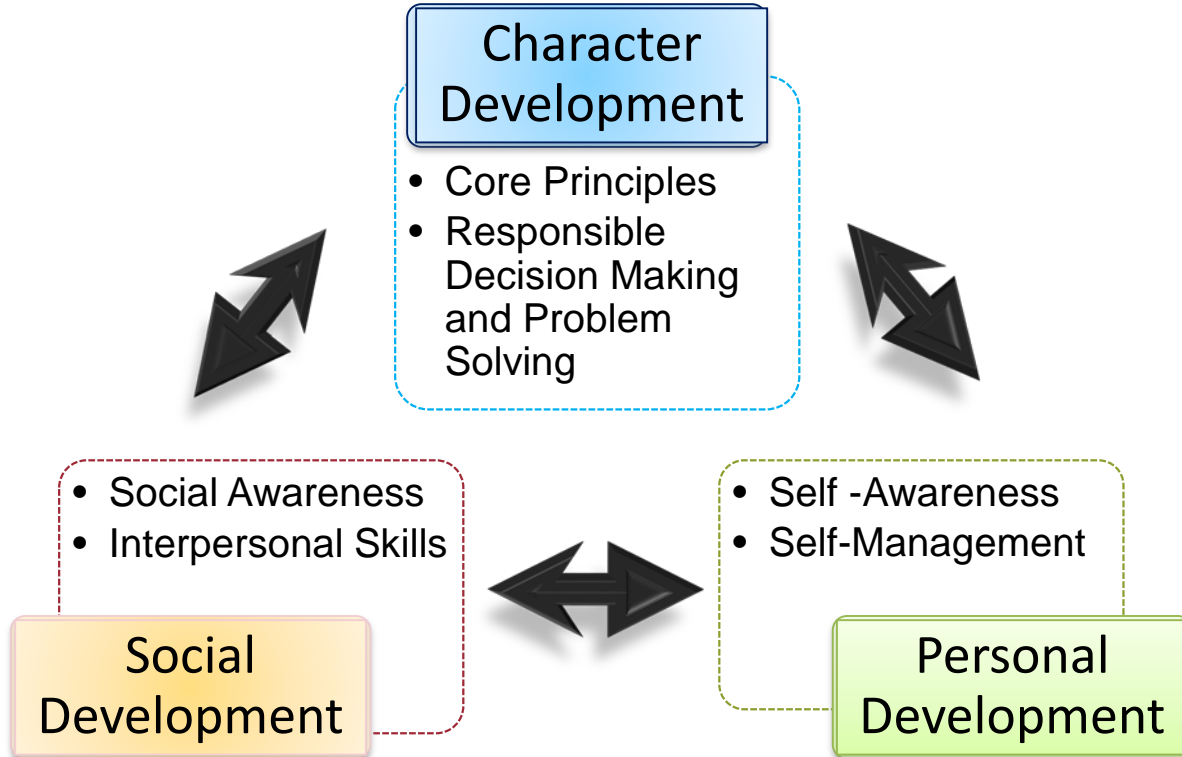 Character
Development
• Core Principles
• Responsible
Decision Making
and Problem
Solving
• Social Awareness
• Interpersonal Skills
Social
Development
• Self -Awareness
• Self-Management
Personal
Development